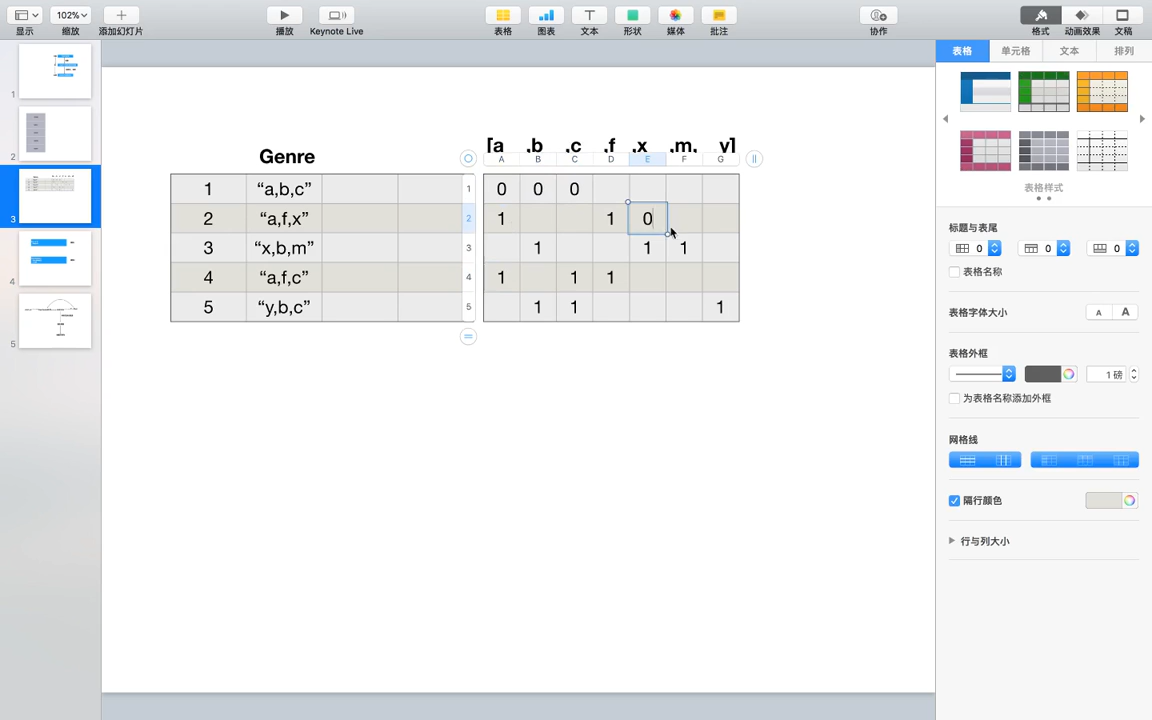 102%
显示
缩放
添加幻灯片
播放
Keynote Live
表格
图表
文本
形状
媒体
批注
协作
格式
动画效果
文稿
1
2
3
4
5
Genre
[a ,b ,c ,f ,x ,m, y]
A B C D E F G
1 “a,b,c” 1 0 0 0
2 “a,f,x” 2 1 1 0
3 “x,b,m” 3 1 1 1
4 “a,f,c” 4 1 1 1
5 “y,b,c” 5 1 1 1
表格 单元格 文本 排列
表格样式
标题与表尾
0 0 0
表格名称
表格字体大小 A A
表格外框
1 磅
为表格名称添加外框
网格线
隔行颜色
行与列大小